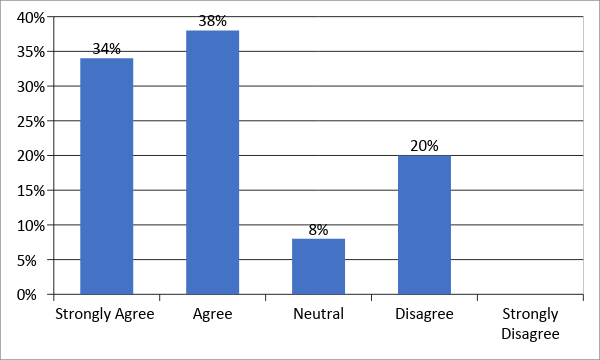 40%
35%
30%
25%
20%
15%
10%
5%
0%
34%
38%
8%
20%
Strongly Agree
Agree
Neutral
Disagree
Strongly
Disagree